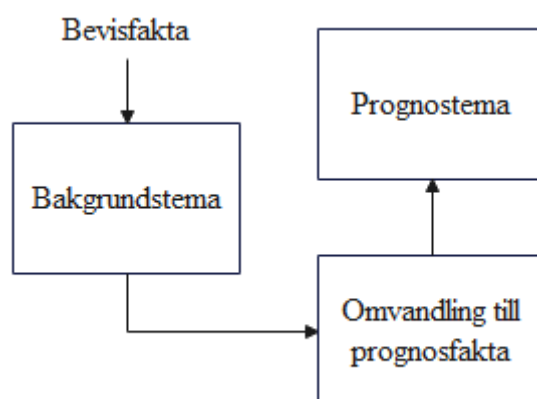 Bevisfakta
Bakgrundstema
Omvandling till
prognosfakta
Prognostema